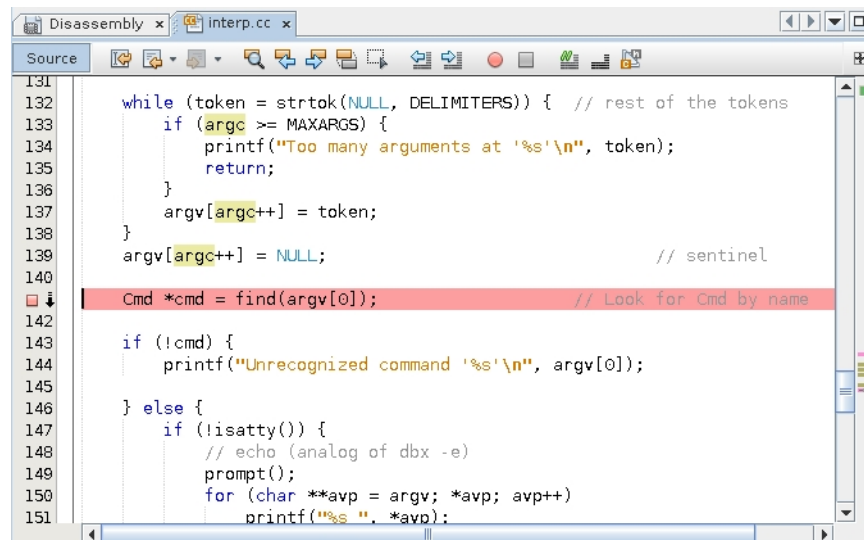 Disassembly x interp.cc x
Source
131
132 while (token = strtok(NULL, DELIMITERS)) { // rest of the tokens
133 if (argc >= MAXARGS) {
134 printf("Too many arguments at '%s'\n", token);
135 return;
136 }
137 argv[argc++] = token;
138 }
139 argv[argc++] = NULL; // sentinel
140
Cmd *cmd = find(argv[0]); // Look for Cmd by name
142
143 if (!cmd) {
144 printf("Unrecognized command '%s'\n", argv[0]);
145
146 } else {
147 if (!isatty()) {
148 // echo (analog of dbx -e)
149 prompt();
150 for (char **avp = argv; *avp; avp++)
151 printf("%s ", *avp);